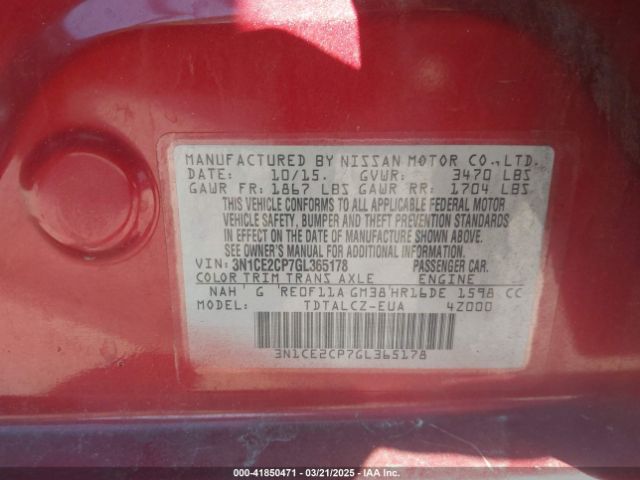 MANUFACTURED BY NISSAN MOTOR CO.,LTD.
DATE: 10/15. GVWR: 3470 LBS
GAWR FR: 1867 LBS GAWR RR: 1704 LBS
THIS VEHICLE CONFORMS TO ALL APPLICABLE FEDERAL MOTOR
VEHICLE SAFETY, BUMPER AND THEFT PREVENTION STANDARDS
IN EFFECT ON THE DATE OF MANUFACTURE SHOWN ABOVE.
SEE OWNER'S MANUAL FOR ADDITIONAL INFORMATION.
VIN: 3N1CE2CP7GL365178 PASSENGER CAR.
COLOR TRIM TRANS AXLE ENGINE
NAH' G 'RE0F11A GM38'HR16DE 1598 CC
MODEL: TDTALCZ-EUA 4Z000
3N1CE2CP7GL365178
000-41850471 — 03/21/2025 — IAA Inc.